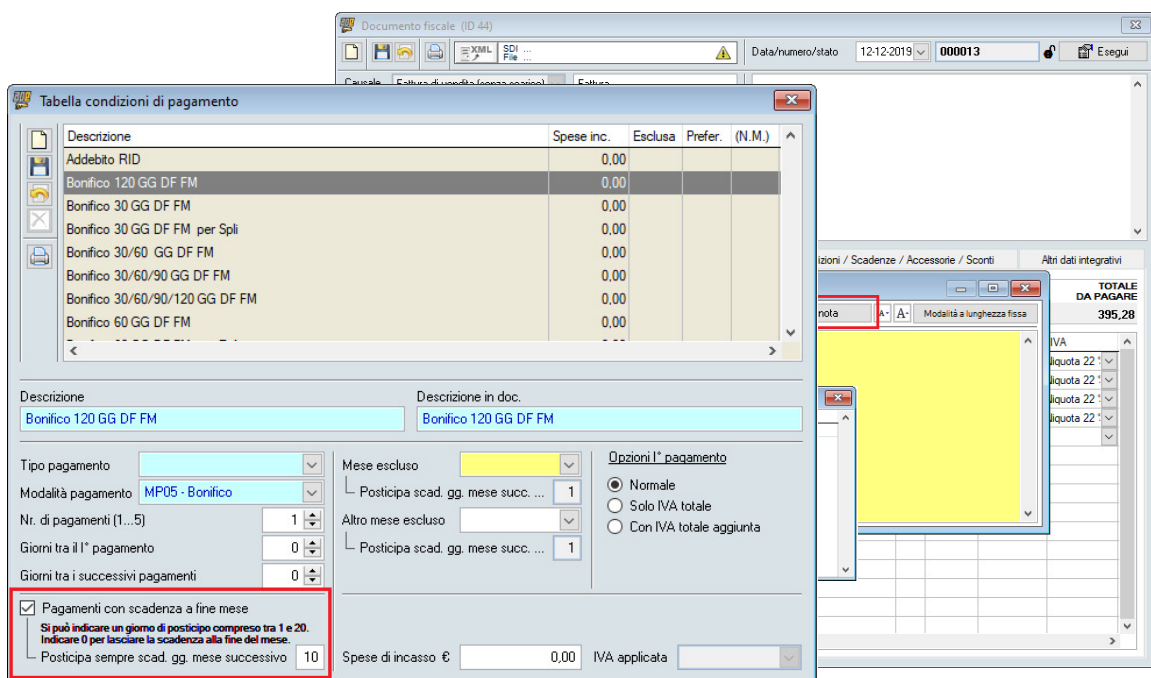 Documento fiscale (ID 44)
XML
SDI ...
File ...
Data/numero/stato
12-12-2019
000013
Esegui
Causale
Fattura di vendita (senza scarico)
Fattura
Tabella condizioni di pagamento
Descrizione
Spese inc.
Esclusa
Prefer.
(N.M.)
Addebito RID
0,00
Bonifico 120 GG DF FM
0,00
Bonifico 30 GG DF FM
0,00
Bonifico 30 GG DF FM per Spli
0,00
Bonifico 30/60 GG DF FM
0,00
Bonifico 30/60/90 GG DF FM
0,00
Bonifico 30/60/90/120 GG DF FM
0,00
Bonifico 60 GG DF FM
0,00
izioni / Scadenze / Accessorie / Sconti
Altri dati integrativi
TOTALE
DA PAGARE
395,28
nota
A-
A-
Modalità a lunghezza fissa
IVA
liquota 22
liquota 22
liquota 22
liquota 22
Descrizione
Descrizione in doc.
Bonifico 120 GG DF FM
Bonifico 120 GG DF FM
Tipo pagamento
Modalità pagamento
MP05 - Bonifico
Nr. di pagamenti (1...5)
1
Giorni tra il I° pagamento
0
Giorni tra i successivi pagamenti
0
Mese escluso
Posticipa scad. gg. mese succ. ...
1
Altro mese escluso
Posticipa scad. gg. mese succ. ...
1
Opzioni I° pagamento
Normale
Solo IVA totale
Con IVA totale aggiunta
Pagamenti con scadenza a fine mese
Si può indicare un giorno di posticipo compreso tra 1 e 20.
Indicare 0 per lasciare la scadenza alla fine del mese.
Posticipa sempre scad. gg. mese successivo
10
Spese di incasso €
0,00
IVA applicata